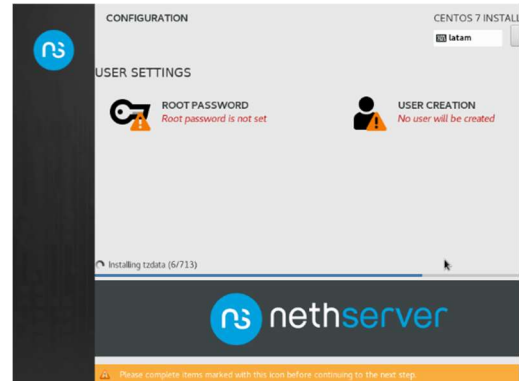 CONFIGURATION
CENTOS 7 INSTALL
latam
USER SETTINGS
ROOT PASSWORD
Root password is not set
USER CREATION
No user will be created
Installing tzdata (6/713)
ns nethserver
Please complete items marked with this icon before continuing to the next step.